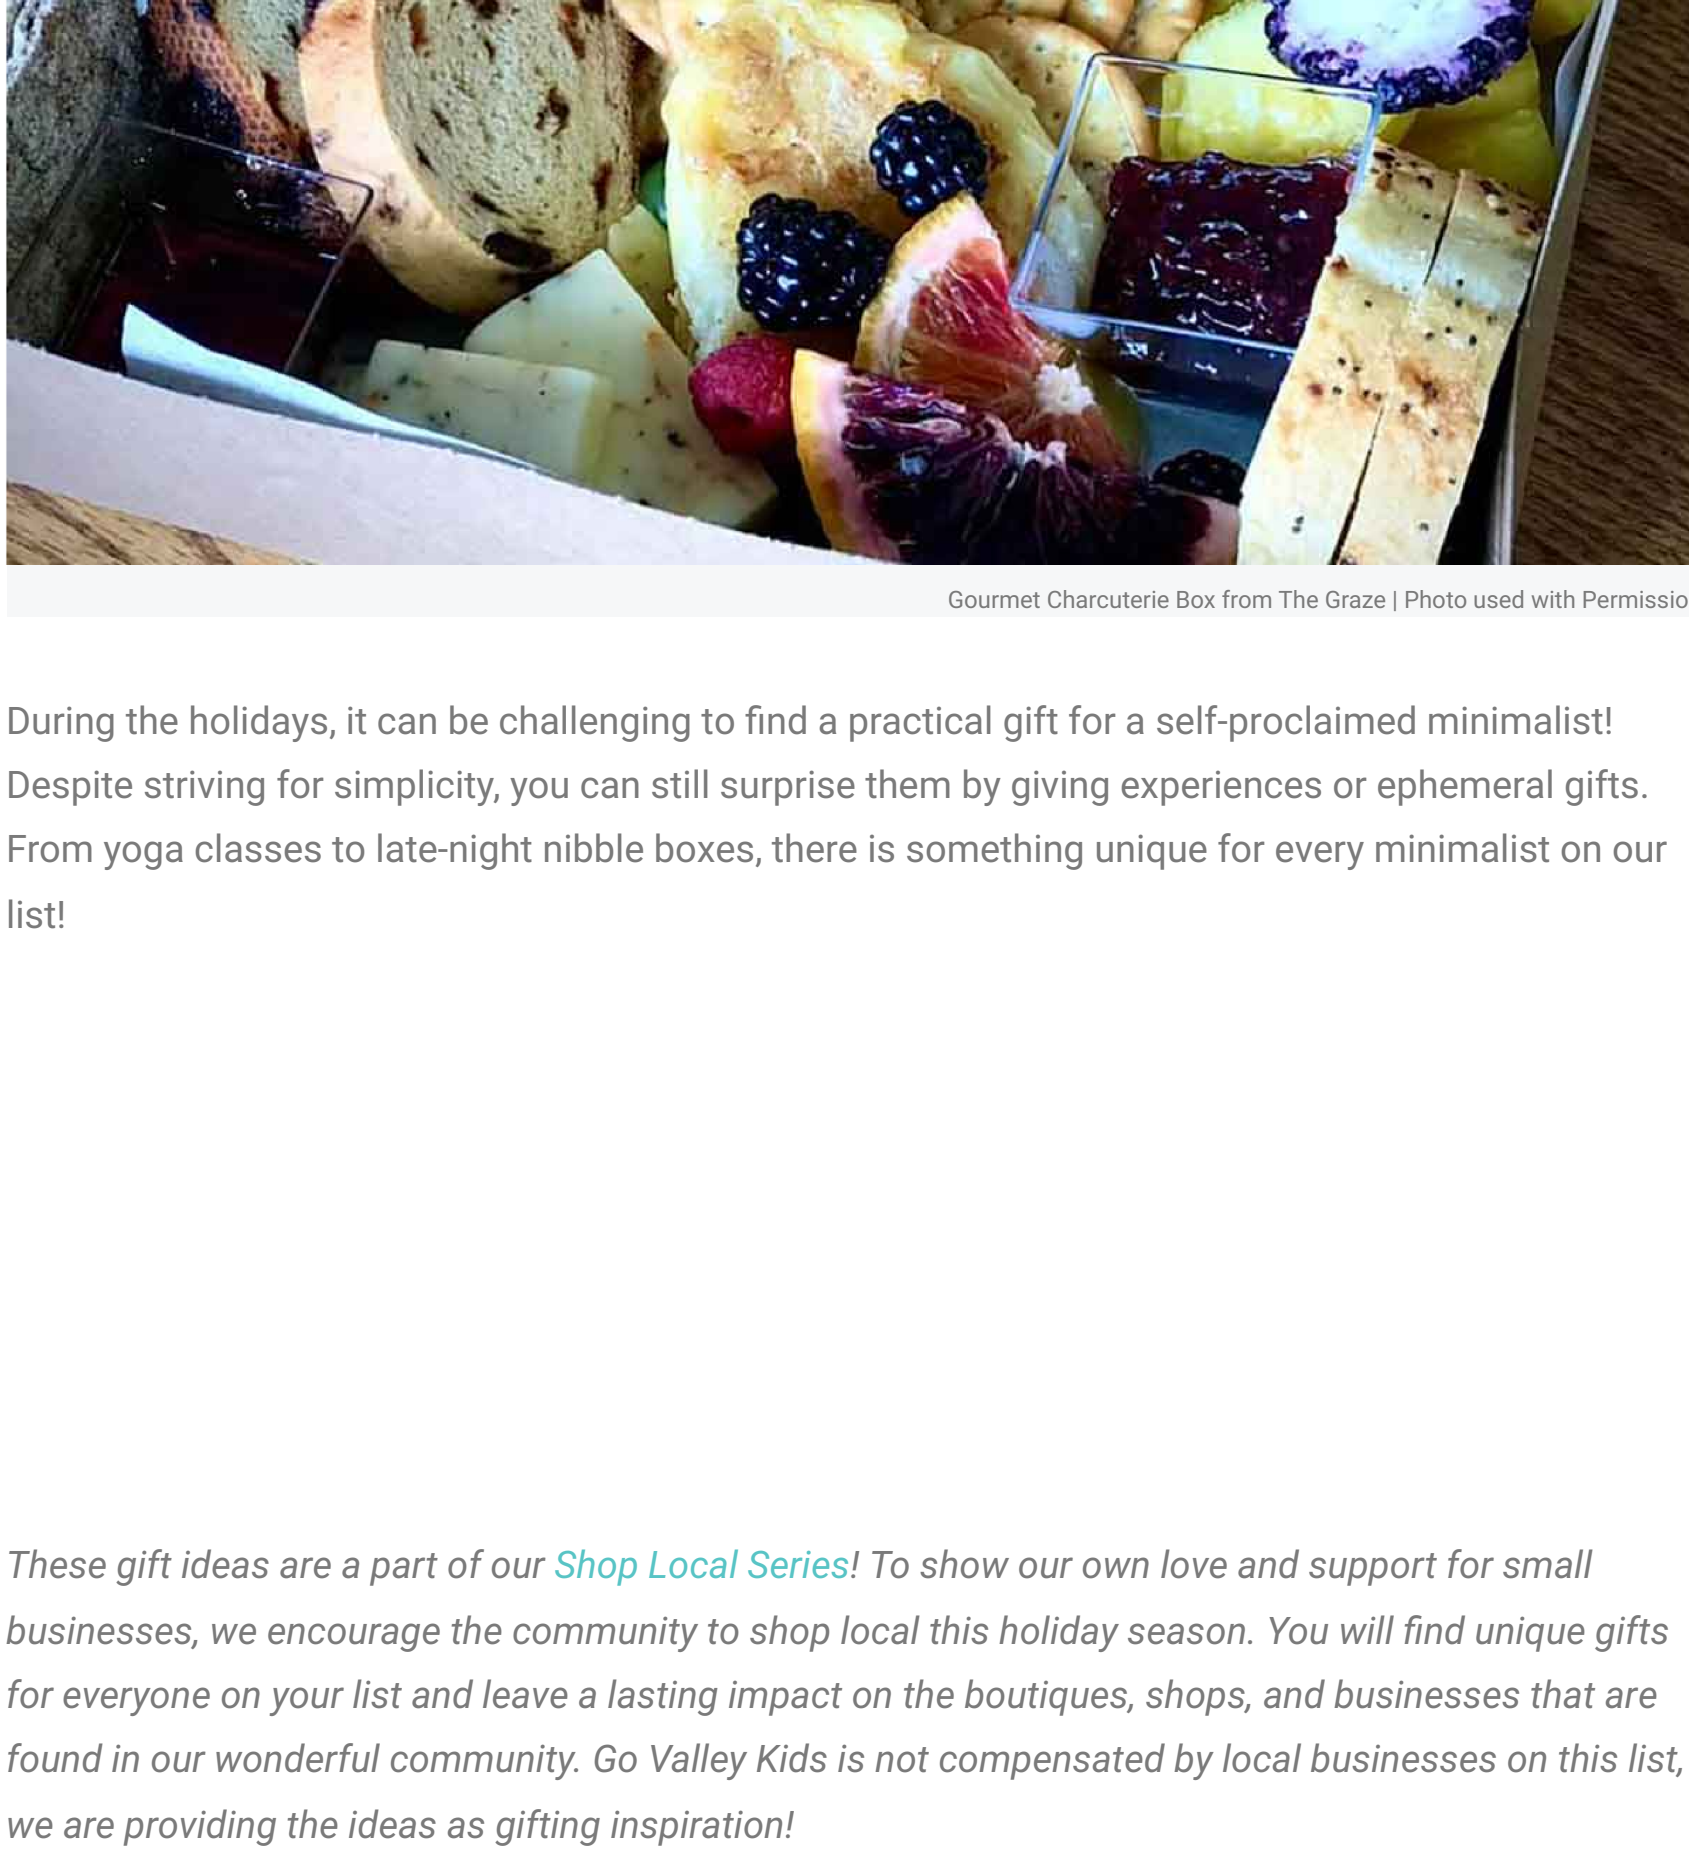 Gourmet Charcuterie Box from The Graze | Photo used with Permissio
During the holidays, it can be challenging to find a practical gift for a self-proclaimed minimalist!
Despite striving for simplicity, you can still surprise them by giving experiences or ephemeral gifts.
From yoga classes to late-night nibble boxes, there is something unique for every minimalist on our
list!
These gift ideas are a part of our Shop Local Series! To show our own love and support for small
businesses, we encourage the community to shop local this holiday season. You will find unique gifts
for everyone on your list and leave a lasting impact on the boutiques, shops, and businesses that are
found in our wonderful community. Go Valley Kids is not compensated by local businesses on this list,
we are providing the ideas as gifting inspiration!